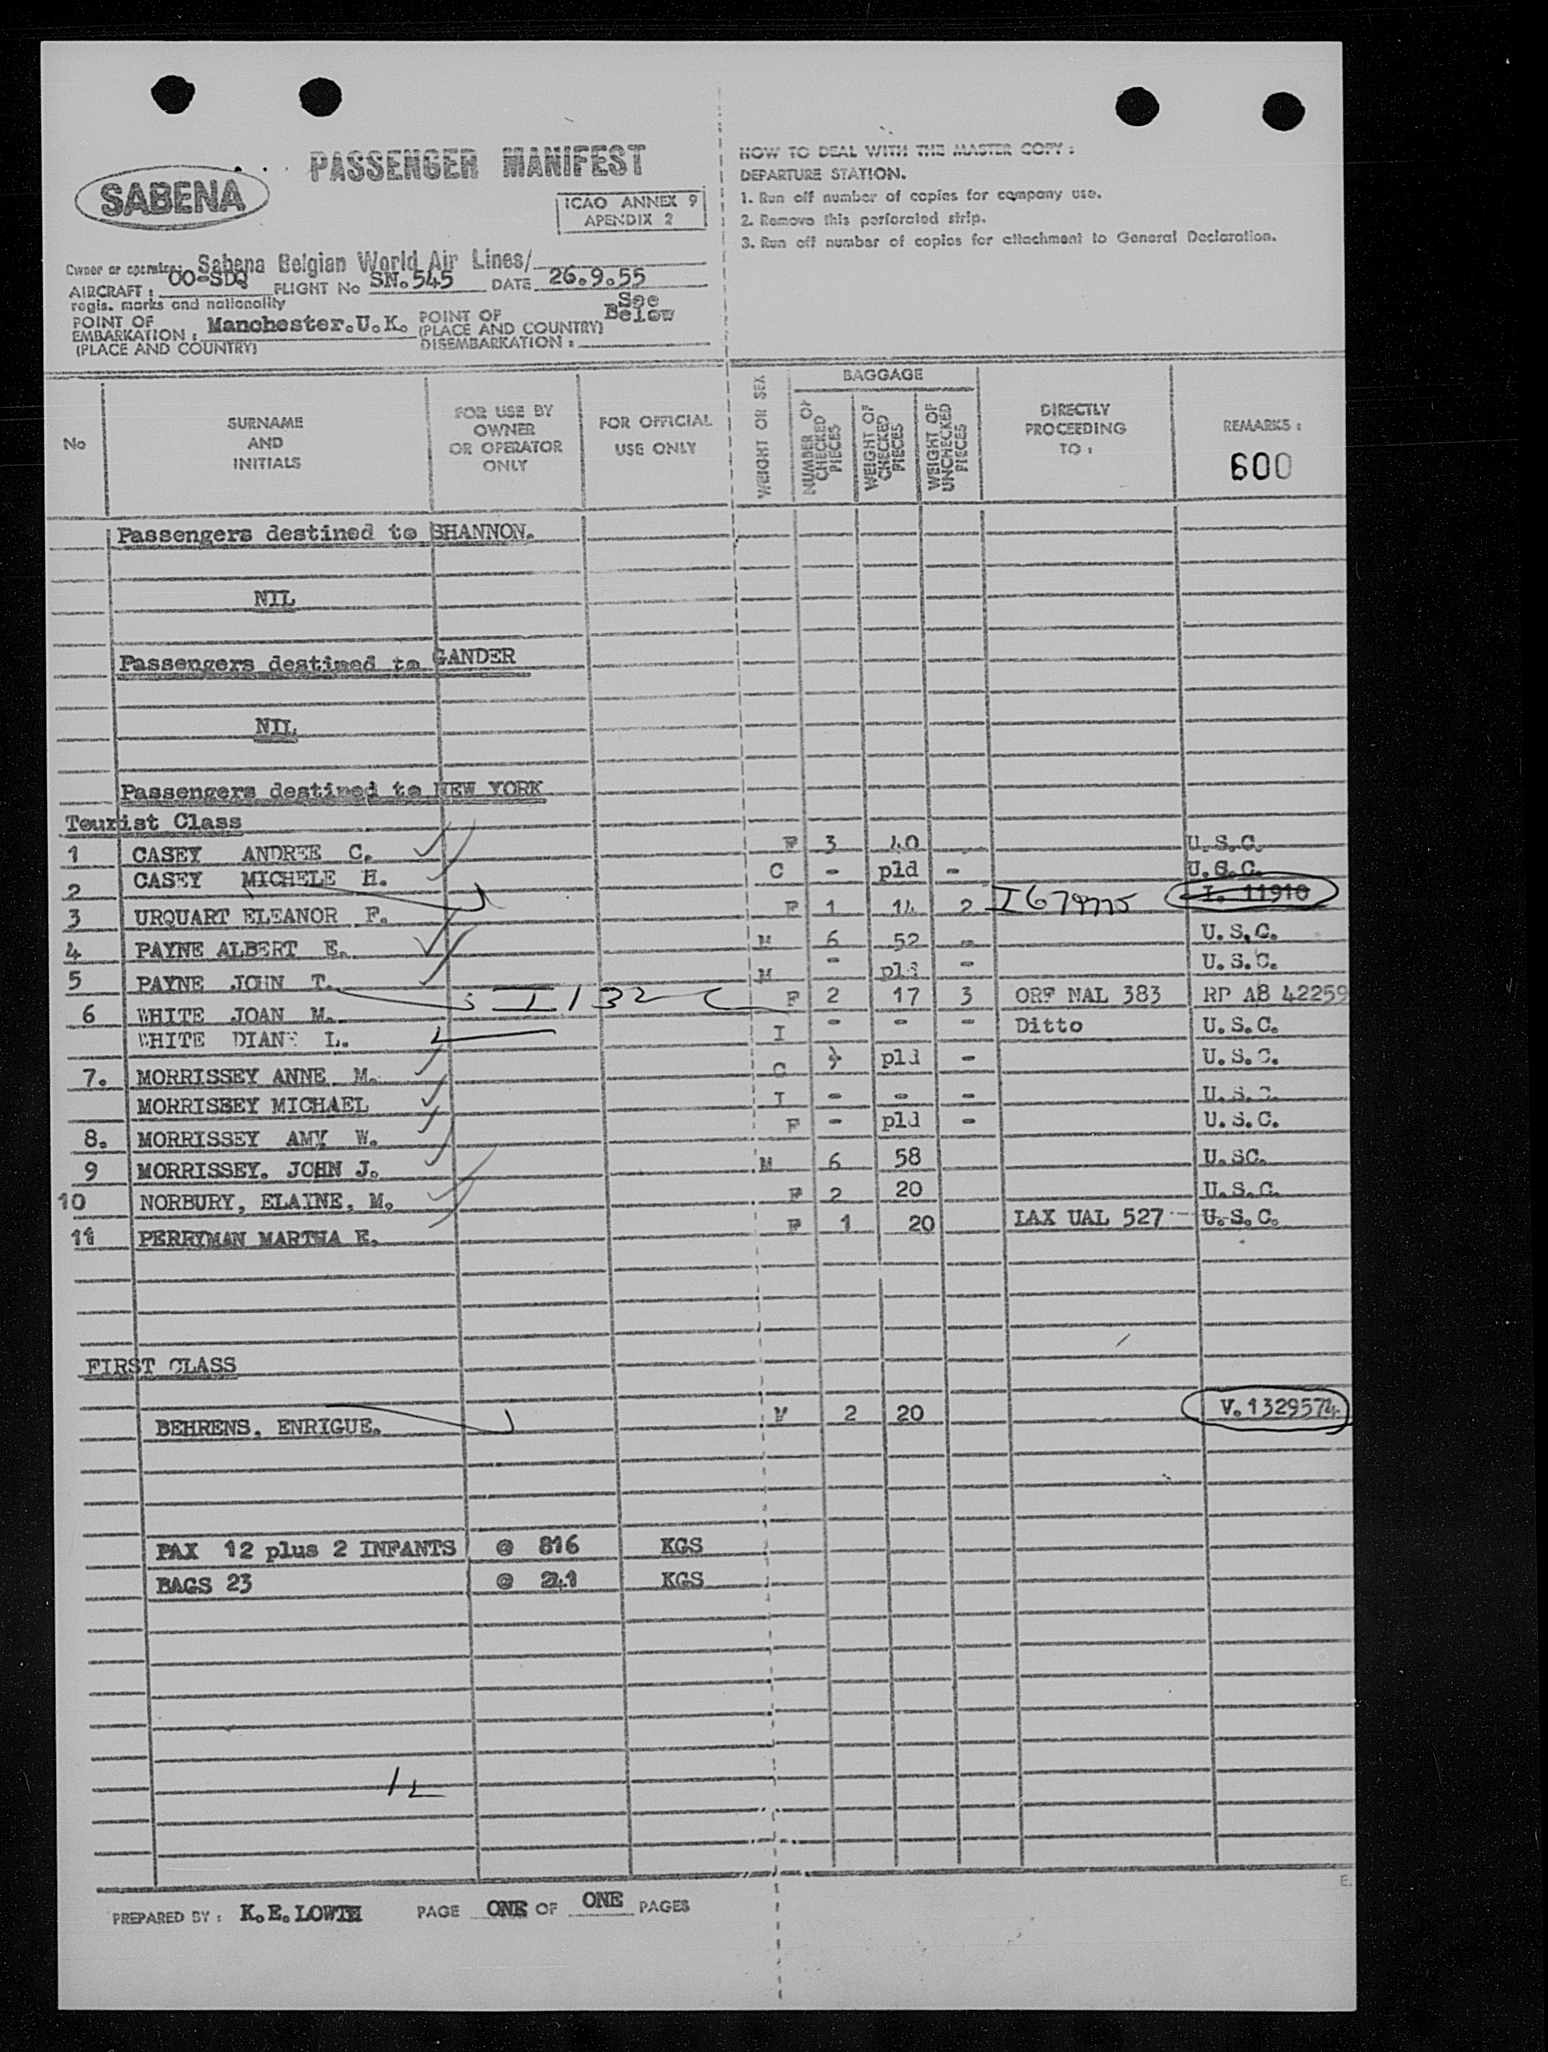 PASSENGER MANIFEST
SABENA
ICAO ANNEX 9
APENDIX 2
HOW TO DEAL WITH THE MASTER COPY :
DEPARTURE STATION.
1. Run off number of copies for company use.
2. Remove this perforated strip.
3. Run off number of copies for attachment to General Declaration.
Owner or operator: Sabena Belgian World Air Lines/
AIRCRAFT : OO-SDQ FLIGHT No SN.545 DATE 26.9.55
regis. marks and nationality
POINT OF EMBARKATION : Manchester.U.K. (PLACE AND COUNTRY)
POINT OF (PLACE AND COUNTRY) DISEMBARKATION : See Below
No
SURNAME AND INITIALS
FOR USE BY OWNER OR OPERATOR ONLY
FOR OFFICIAL USE ONLY
WEIGHT OR SEX
BAGGAGE
NUMBER OF CHECKED PIECES
WEIGHT OF CHECKED PIECES
WEIGHT OF UNCHECKED PIECES
DIRECTLY PROCEEDING TO :
REMARKS :
600
Passengers destined to SHANNON.
NIL
Passengers destined to GANDER
NIL
Passengers destined to NEW YORK
Tourist Class
1 CASEY ANDREE C. F 3 40 U.S.C.
2 CASEY MICHELE H. C - pld - U.S.C.
3 URQUART ELEANOR F. F 1 14 2 I. 11910
4 PAYNE ALBERT E. M 6 52 - U.S.C.
5 PAYNE JOHN T. M - pld - U.S.C.
6 WHITE JOAN M. F 2 17 3 ORF NAL 383 RP AB 42259
WHITE DIANE L. I - - - Ditto U.S.C.
7. MORRISSEY ANNE M. C pld - U.S.C.
MORRISSEY MICHAEL I - - - U.S.C.
8. MORRISSEY AMY W. F - pld - U.S.C.
9 MORRISSEY. JOHN J. M 6 58 U.SC.
10 NORBURY, ELAINE, M. F 2 20 U.S.C.
11 PERRYMAN MARTHA E. F 1 20 LAX UAL 527 U.S.C.
FIRST CLASS
BEHRENS, ENRIGUE. M 2 20 V.1329574
PAX 12 plus 2 INFANTS @ 816 KGS
BAGS 23 @ 241 KGS
PREPARED BY : K.E.LOWTH PAGE ONE OF ONE PAGES